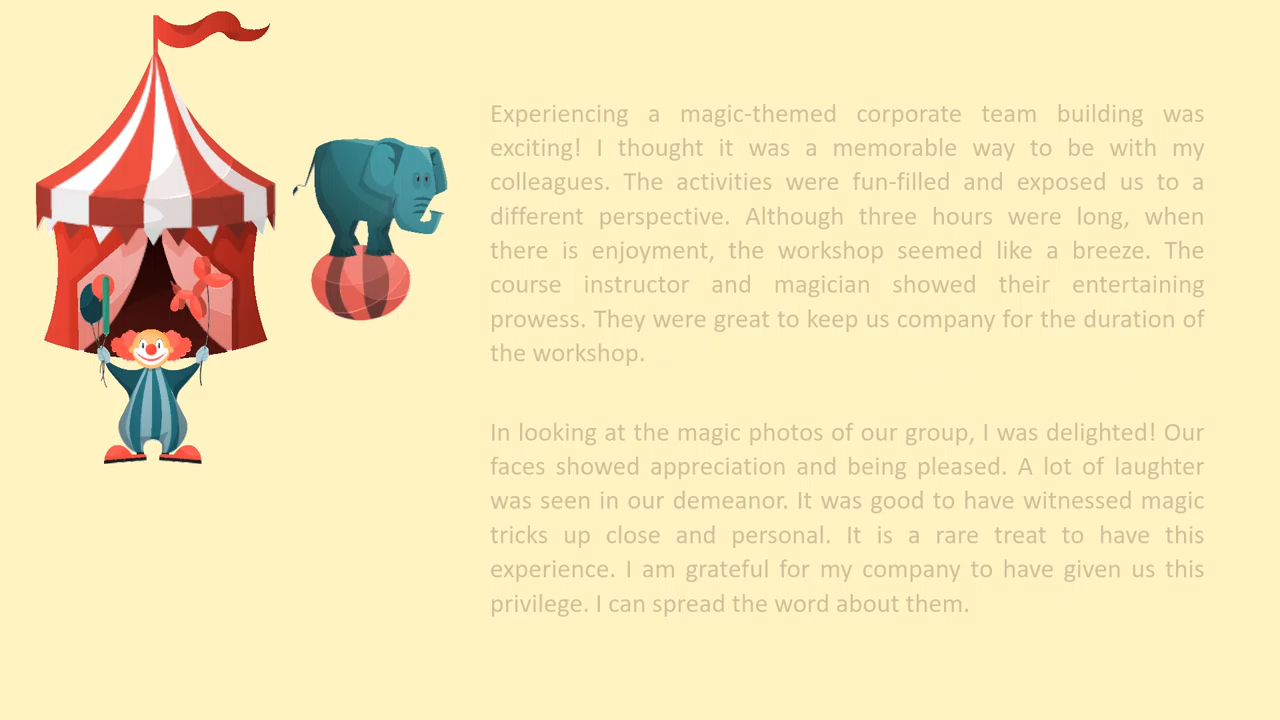 Experiencing a magic-themed corporate team building was
exciting! I thought it was a memorable way to be with my
colleagues. The activities were fun-filled and exposed us to a
different perspective. Although three hours were long, when
there is enjoyment, the workshop seemed like a breeze. The
course instructor and magician showed their entertaining
prowess. They were great to keep us company for the duration of
the workshop.
In looking at the magic photos of our group, I was delighted! Our
faces showed appreciation and being pleased. A lot of laughter
was seen in our demeanor. It was good to have witnessed magic
tricks up close and personal. It is a rare treat to have this
experience. I am grateful for my company to have given us this
privilege. I can spread the word about them.